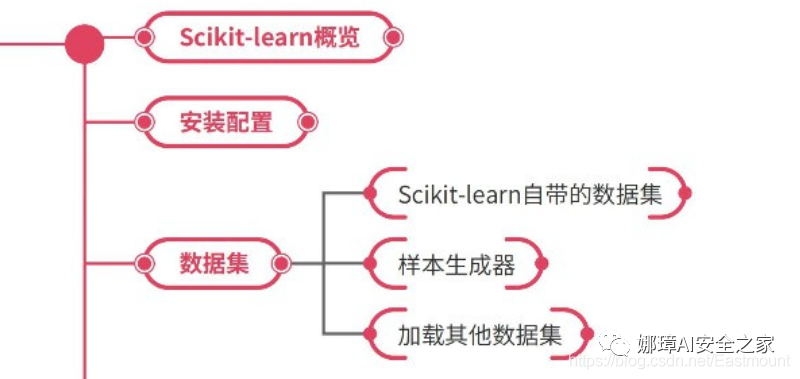 Scikit-learn概览
安装配置
Scikit-learn自带的数据集
数据集
样本生成器
加载其他数据集
娜璋AI安全之家
https://blog.csdn.net/Eastmount